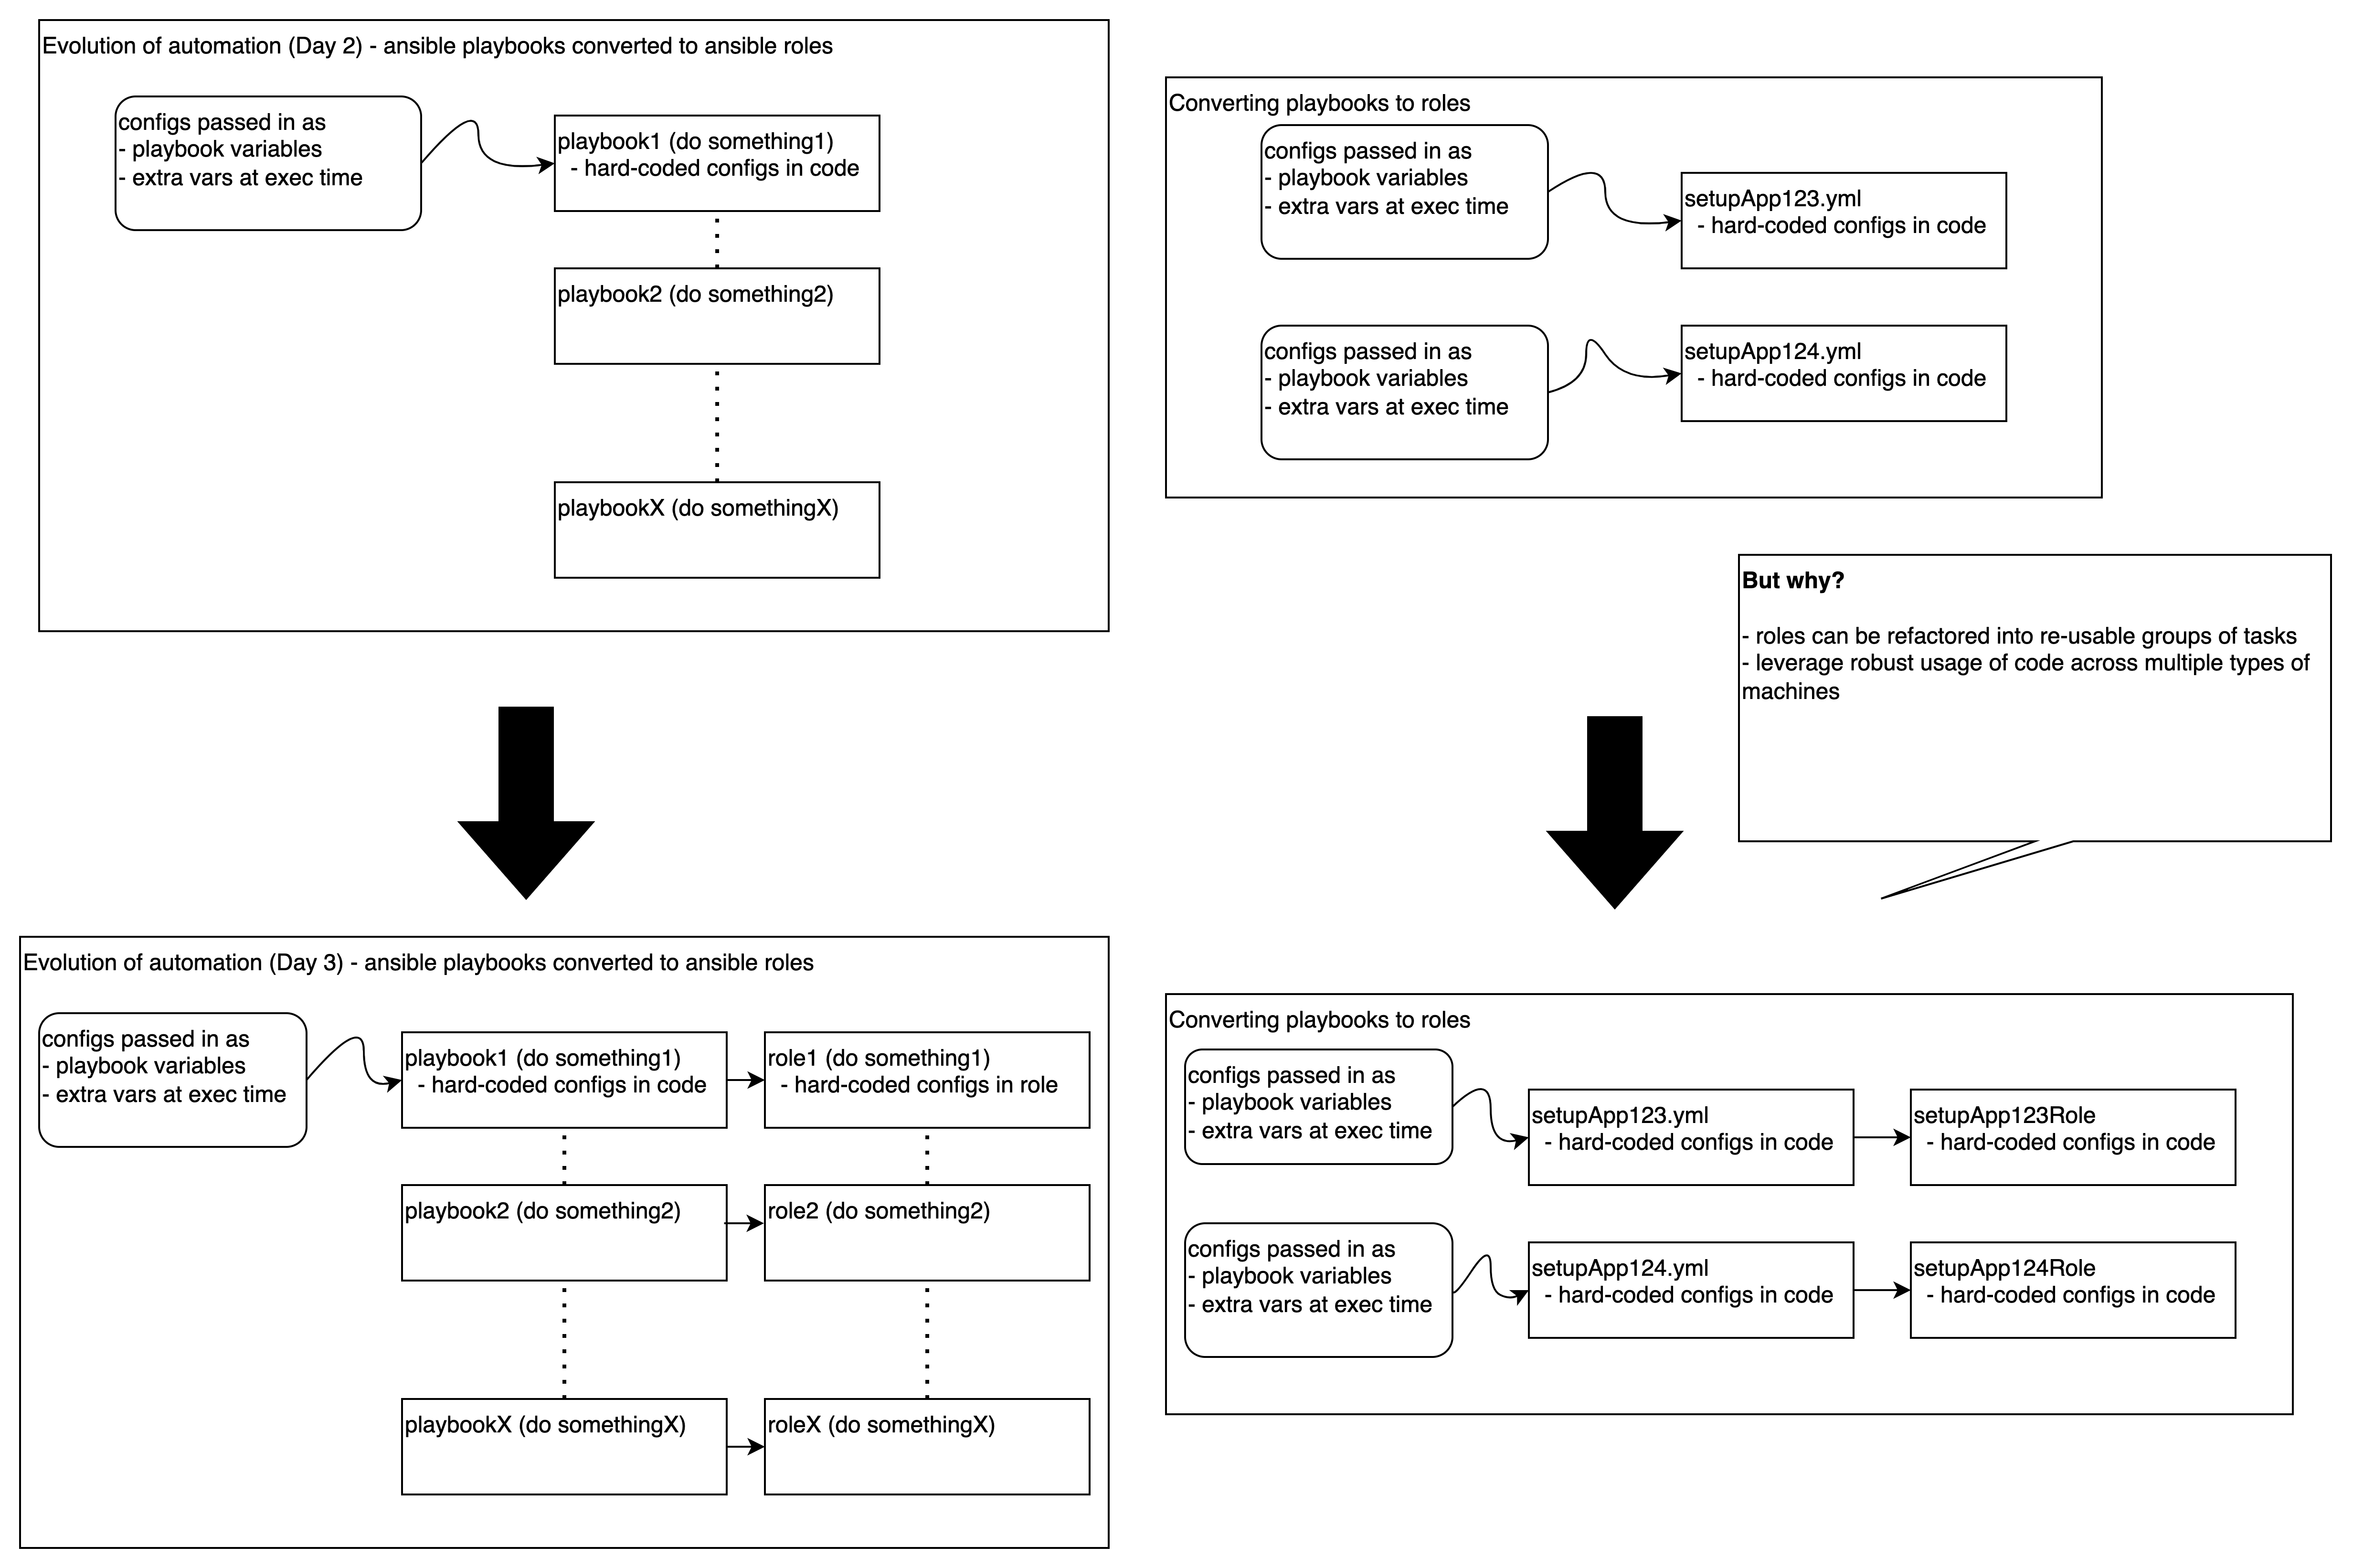 Evolution of automation (Day 2) - ansible playbooks converted to ansible roles
configs passed in as
- playbook variables
- extra vars at exec time
playbook1 (do something1)
- hard-coded configs in code
playbook2 (do something2)
playbookX (do somethingX)
Converting playbooks to roles
configs passed in as
- playbook variables
- extra vars at exec time
setupApp123.yml
- hard-coded configs in code
configs passed in as
- playbook variables
- extra vars at exec time
setupApp124.yml
- hard-coded configs in code
But why?
- roles can be refactored into re-usable groups of tasks
- leverage robust usage of code across multiple types of
machines
Evolution of automation (Day 3) - ansible playbooks converted to ansible roles
configs passed in as
- playbook variables
- extra vars at exec time
playbook1 (do something1)
- hard-coded configs in code
role1 (do something1)
- hard-coded configs in role
playbook2 (do something2)
role2 (do something2)
playbookX (do somethingX)
roleX (do somethingX)
Converting playbooks to roles
configs passed in as
- playbook variables
- extra vars at exec time
setupApp123.yml
- hard-coded configs in code
setupApp123Role
- hard-coded configs in code
configs passed in as
- playbook variables
- extra vars at exec time
setupApp124.yml
- hard-coded configs in code
setupApp124Role
- hard-coded configs in code